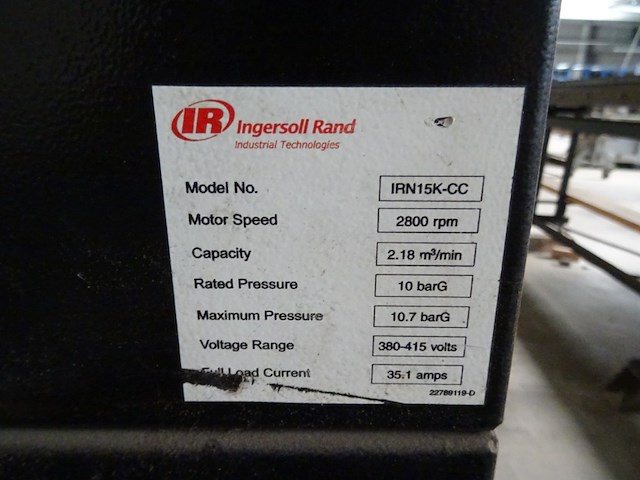 IR Ingersoll Rand
Industrial Technologies
Model No. IRN15K-CC
Motor Speed 2800 rpm
Capacity 2.18 m³/min
Rated Pressure 10 barG
Maximum Pressure 10.7 barG
Voltage Range 380-415 volts
Full Load Current 35.1 amps
22789119-D